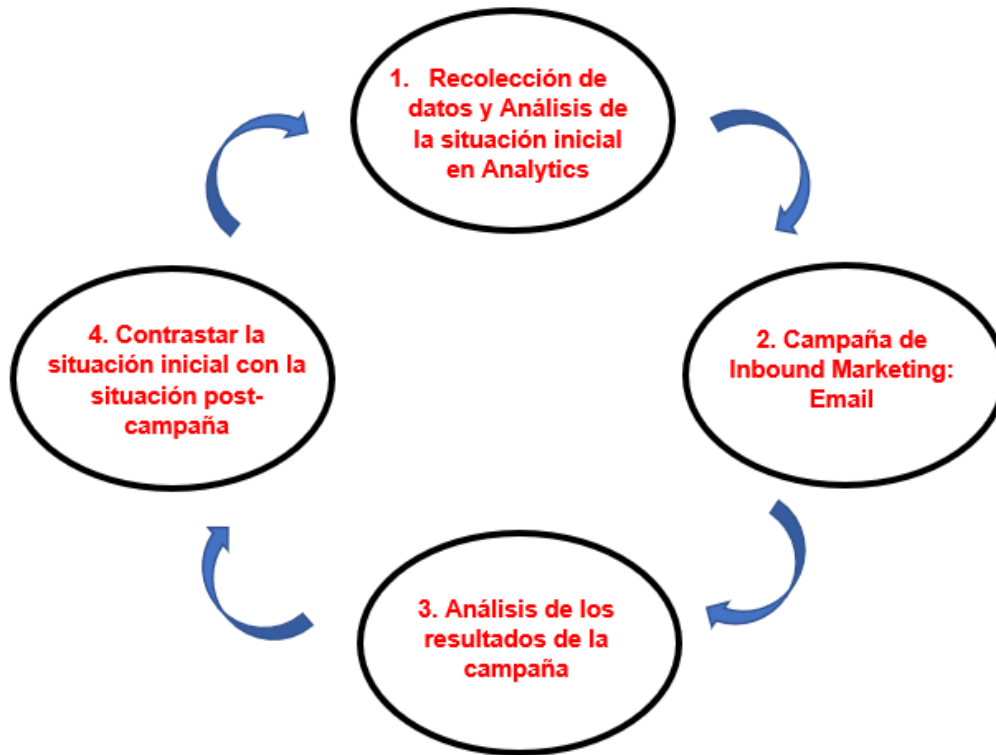 1. Recolección de
datos y Análisis de
la situación inicial
en Analytics
2. Campaña de
Inbound Marketing:
Email
3. Análisis de los
resultados de la
campaña
4. Contrastar la
situación inicial con la
situación post-
campaña